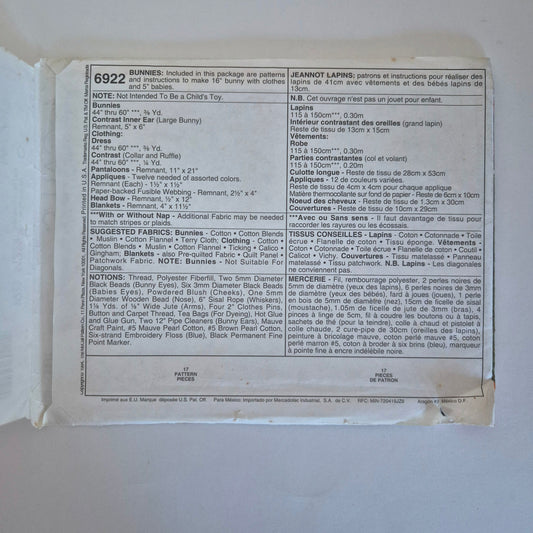 6922 BUNNIES: Included in this package are patterns
and instructions to make 16" bunny with clothes
and 5" babies.
NOTE: Not Intended To Be a Child's Toy.
Bunnies
44" thru 60" ***, 3/8 Yd.
Contrast Inner Ear (Large Bunny)
Remnant, 5" x 6"
Clothing:
Dress
44" thru 60" ***, 3/8 Yd.
Contrast (Collar and Ruffle)
44" thru 60" ***, 1/4 Yd.
Pantaloons - Remnant, 11" x 21"
Appliques - Twelve needed of assorted colors.
Remnant (Each) - 1½" x 1½"
Paper-backed Fusible Webbing - Remnant, 2½" x 4"
Head Bow - Remnant, ½" x 12"
Blankets - Remnant, 4" x 11½"
***With or Without Nap - Additional Fabric may be needed
to match stripes or plaids.
SUGGESTED FABRICS: Bunnies - Cotton • Cotton Blends
• Muslin • Cotton Flannel • Terry Cloth; Clothing - Cotton •
Cotton Blends • Muslin • Cotton Flannel • Ticking • Calico •
Gingham; Blankets - also Pre-quilted Fabric • Quilt Panel •
Patchwork Fabric. NOTE: Bunnies - Not Suitable For
Diagonals.
NOTIONS: Thread, Polyester Fiberfill, Two 5mm Diameter
Black Beads (Bunny Eyes), Six 3mm Diameter Black Beads
(Babies Eyes), Powdered Blush (Cheeks), One 5mm
Diameter Wooden Bead (Nose), 6" Sisal Rope (Whiskers),
Yds. of ⅛" Wide Jute (Arms), Four 2" Clothes Pins,
Button and Carpet Thread, Tea Bags (For Dyeing), Hot Glue
and Glue Gun, Two 12" Pipe Cleaners (Bunny Ears), Mauve
Craft Paint, #5 Mauve Pearl Cotton, #5 Brown Pearl Cotton,
Six-strand Embroidery Floss (Blue), Black Permanent Fine
Point Marker.
17
PATTERN
PIECES
JEANNOT LAPINS: patrons et instructions pour réaliser des
lapins de 41cm avec vêtements et des bébés lapins de
13cm.
N.B. Cet ouvrage n'est pas un jouet pour enfant.
Lapins
115 à 150cm***, 0.30m
Intérieur contrastant des oreilles (grand lapin)
Reste de tissu de 13cm x 15cm
Vêtements:
Robe
115 à 150cm***, 0.30m
Parties contrastantes (col et volant)
115 à 150cm***, 0.20m
Culotte longue - Reste de tissu de 28cm x 53cm
Appliques - 12 de couleurs variées.
Reste de tissu de 4cm x 4cm pour chaque applique
Matière thermocollante sur fond de papier - Reste de 6cm x 10cm
Noeud des cheveux - Reste de tissu de 1.3cm x 30cm
Couvertures - Reste de tissu de 10cm x 29cm
***Avec ou Sans sens - Il faut davantage de tissu pour
raccorder les rayures ou les écossais.
TISSUS CONSEILLES - Lapins - Coton • Cotonnade • Toile
écrue • Flanelle de coton • Tissu éponge. Vêtements -
Coton • Cotonnade • Toile écrue • Flanelle de coton • Coutil •
Calicot • Vichy. Couvertures - Tissu matelassé • Panneau
matelassé • Tissu patchwork. N.B. Lapins - Les diagonales
ne conviennent pas.
MERCERIE - Fil, rembourrage polyester, 2 perles noires de
5mm de diamètre (yeux des lapins), 6 perles noires de 3mm
de diamètre (yeux des bébés), fard à joues (joues), 1 perle
en bois de 5mm de diamètre (nez), 15cm de ficelle de sisal
(moustache), 1.05m de ficelle de jute de 3mm (bras), 4
pinces à linge de 5cm, fil à coudre les boutons ou à tapis,
sachets de thé (pour la teindre), colle à chaud et pistolet à
colle chaude, 2 cure-pipe de 30cm (oreilles des lapins),
peinture à bricolage mauve, coton perle mauve #5, coton
perlé marron #5, coton à broder à six brins (bleu), marqueur
à pointe fine à encre indélébile noire.
17
PIECES
DE PATRON
Imprimé aux E.U. Marque déposée U.S. Pat. Off. Para México: Importado por Mercadotec Industrial, S.A. de C.V. RFC: MIN-720415JZ8 Aragón #2, México D.F.